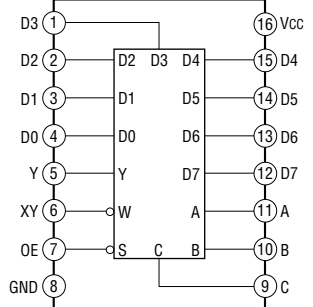 D3 1 16 Vcc
D2 2 D2 D3 D4 15 D4
D1 3 D1 D5 14 D5
D0 4 D0 D6 13 D6
Y 5 Y D7 12 D7
XY 6 W A 11 A
OE 7 S C B 10 B
GND 8 9 C